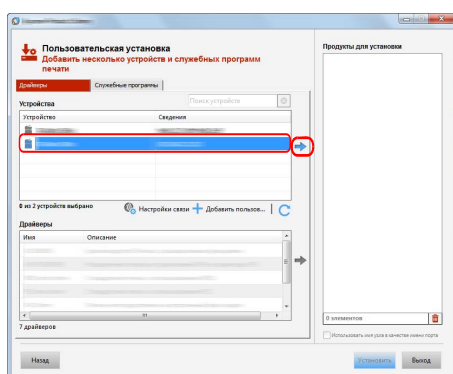 Пользовательская установка
Добавить несколько устройств и служебных программ
печати
Драйверы
Служебные программы
Устройства
Поиск устройств
Устройство
Сведения
0 из 2 устройств выбрано
Настройки связи
Добавить пользов...
Драйверы
Имя
Описание
7 драйверов
Продукты для установки
0 элементов
Использовать имя узла в качестве имени порта
Назад
Установить
Выход